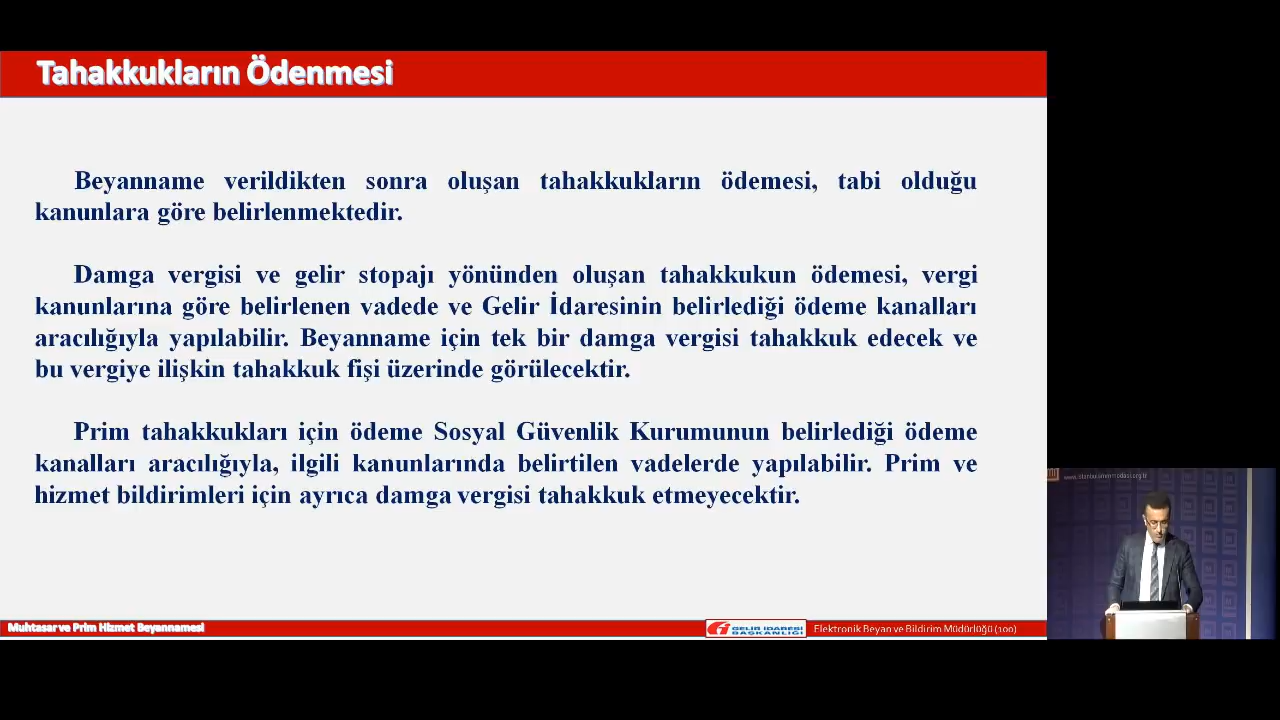 Tahakkukların Ödenmesi
Beyanname verildikten sonra oluşan tahakkukların ödemesi, tabi olduğu
kanunlara göre belirlenmektedir.
Damga vergisi ve gelir stopajı yönünden oluşan tahakkukun ödemesi, vergi
kanunlarına göre belirlenen vadede ve Gelir İdaresinin belirlediği ödeme kanalları
aracılığıyla yapılabilir. Beyanname için tek bir damga vergisi tahakkuk edecek ve
bu vergiye ilişkin tahakkuk fişi üzerinde görülecektir.
Prim tahakkukları için ödeme Sosyal Güvenlik Kurumunun belirlediği ödeme
kanalları aracılığıyla, ilgili kanunlarında belirtilen vadelerde yapılabilir. Prim ve
hizmet bildirimleri için ayrıca damga vergisi tahakkuk etmeyecektir.
Muhtasar ve Prim Hizmet Beyannamesi
GELİR İDARESİ
BAŞKANLIĞI
Elektronik Beyan ve Bildirim Müdürlüğü (100)